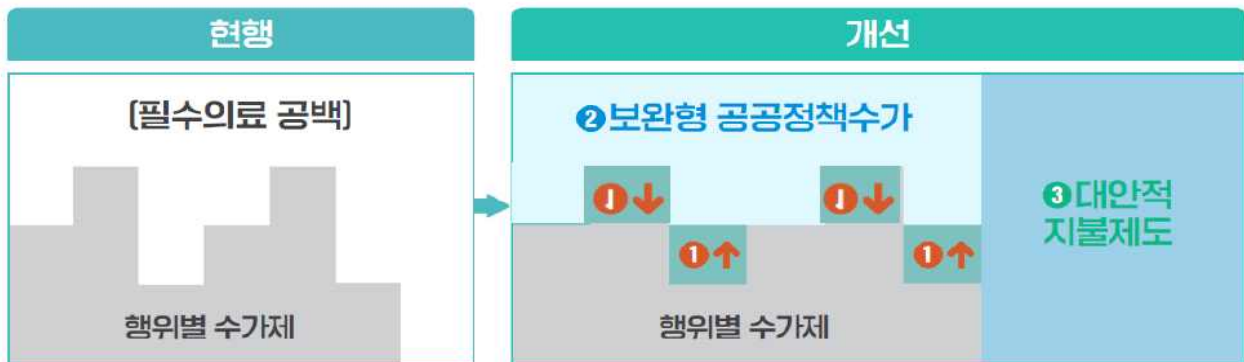 현행
개선
[필수의료 공백]
행위별 수가제
❷보완형 공공정책수가
❶↓
❶↓
❶↑
❶↑
행위별 수가제
❸대안적
지불제도